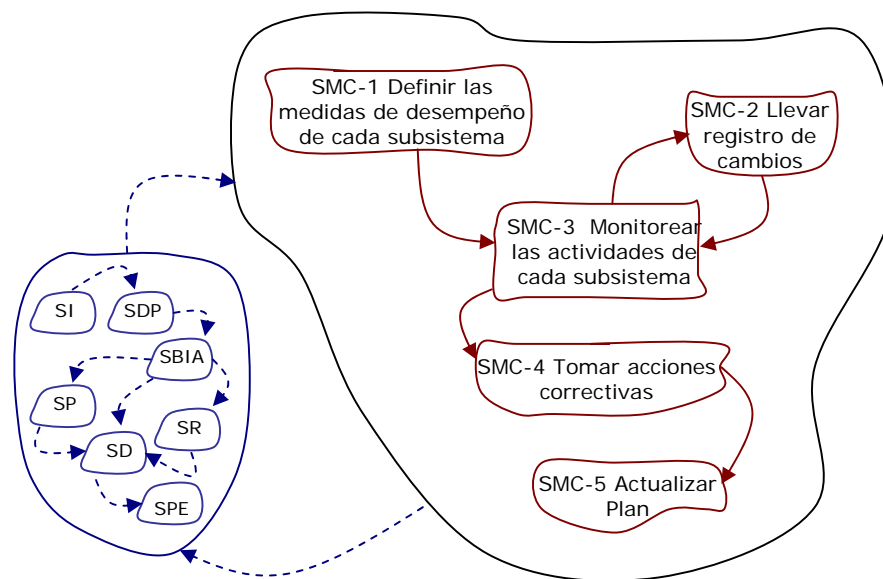 SMC-1 Definir las
medidas de desempeño
de cada subsistema
SMC-2 Llevar
registro de
cambios
SMC-3 Monitorear
las actividades de
cada subsistema
SI
SDP
SBIA
SP
SR
SD
SPE
SMC-4 Tomar acciones
correctivas
SMC-5 Actualizar
Plan